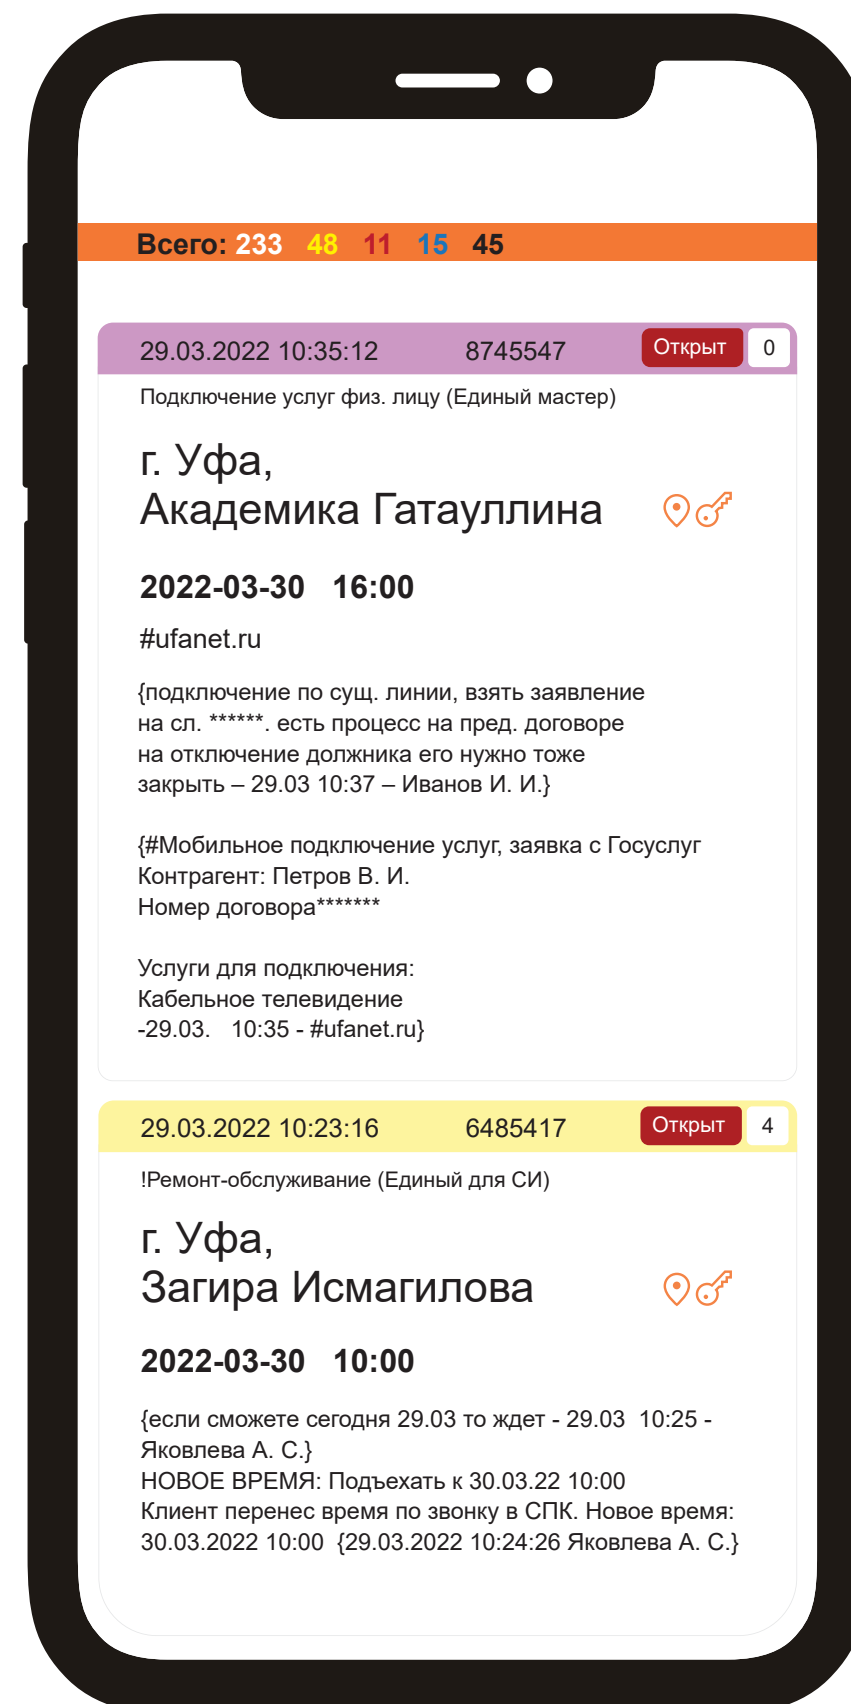 Всего: 233 48 11 15 45
29.03.2022 10:35:12 8745547 Открыт 0
Подключение услуг физ. лицу (Единый мастер)
г. Уфа,
Академика Гатауллина
2022-03-30 16:00
#ufanet.ru
{подключение по сущ. линии, взять заявление
на сл. ******. есть процесс на пред. договоре
на отключение должника его нужно тоже
закрыть – 29.03 10:37 – Иванов И. И.}
{#Мобильное подключение услуг, заявка с Госуслуг
Контрагент: Петров В. И.
Номер договора*******
Услуги для подключения:
Кабельное телевидение
-29.03. 10:35 - #ufanet.ru}
29.03.2022 10:23:16 6485417 Открыт 4
!Ремонт-обслуживание (Единый для СИ)
г. Уфа,
Загира Исмагилова
2022-03-30 10:00
{если сможете сегодня 29.03 то ждет - 29.03 10:25 -
Яковлева А. С.}
НОВОЕ ВРЕМЯ: Подъехать к 30.03.22 10:00
Клиент перенес время по звонку в СПК. Новое время:
30.03.2022 10:00 {29.03.2022 10:24:26 Яковлева А. С.}